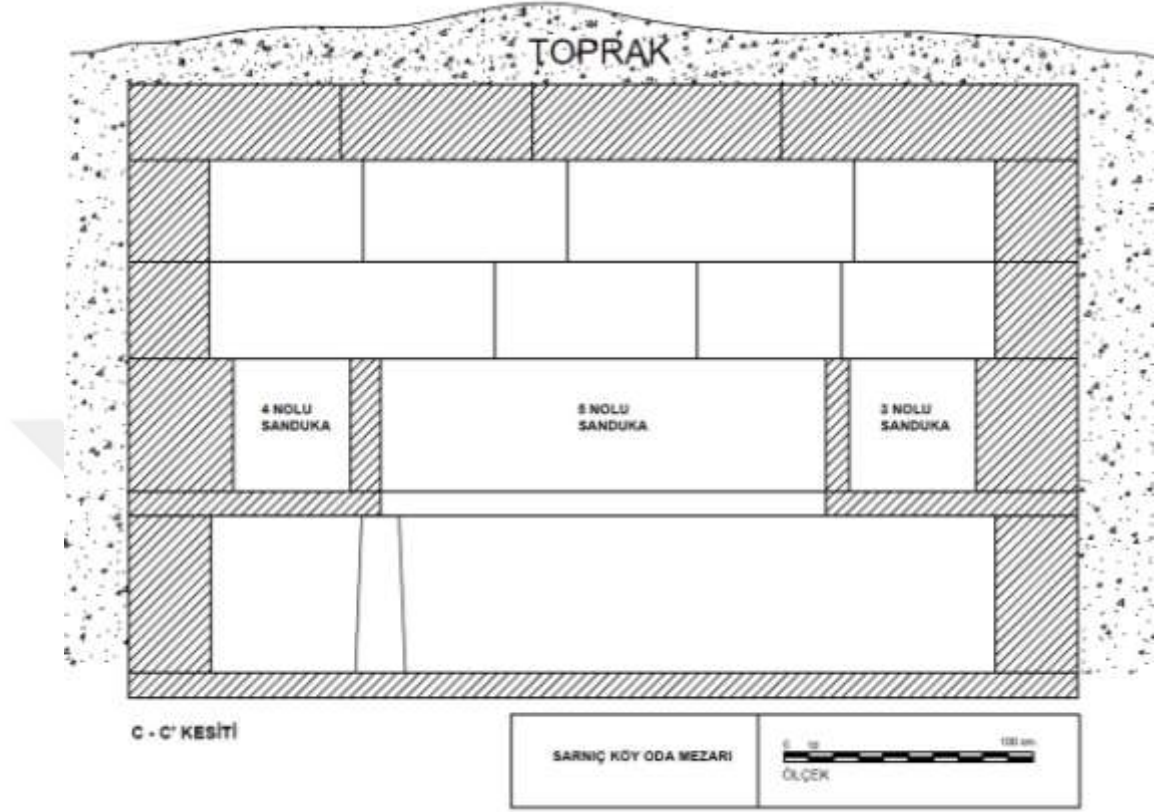 TOPRAK
4 NOLU
SANDUKA
5 NOLU
SANDUKA
3 NOLU
SANDUKA
C - C' KESİTİ
SARNIÇ KÖY ODA MEZARI
0 10 100 cm
ÖLÇEK